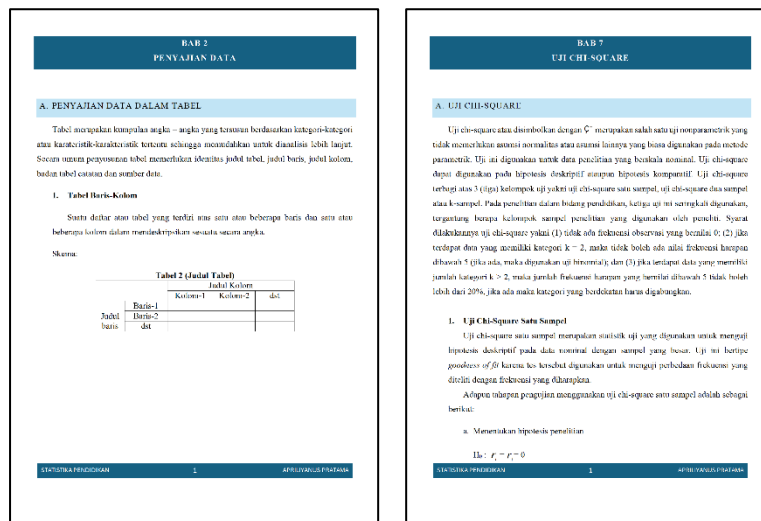 BAB 2
PENYAJIAN DATA
A. PENYAJIAN DATA DALAM TABEL
Tabel merupakan kumpulan angka – angka yang tersusun berdasarkan kategori-kategori
atau karateristik-karakteristik tertentu sehingga memudahkan untuk dianalisis lebih lanjut.
Secara umum penyusunan tabel memerlukan identitas judul tabel, judul baris, judul kolom,
badan tabel catatan dan sumber data.
1. Tabel Baris-Kolom
Suatu daftar atau tabel yang terdiri atas satu atau beberapa baris dan satu atau
beberapa kolom dalam mendeskripsikan sesuatu secara angka.
Skema:
Tabel 2 (Judul Tabel)
Judul Kolom
Kolom-1 Kolom-2 dst
Baris-1
Judul Baris-2
baris dst
STATISTIKA PENDIDIKAN 1 APRILIYANUS PRATAMA
BAB 7
UJI CHI-SQUARE
A. UJI CHI-SQUARE
Uji chi-square atau disimbolkan dengan merupakan salah satu uji nonparametrik yang
tidak memerlukan asumsi normalitas atau asumsi lainnya yang biasa digunakan pada metode
parametrik. Uji ini digunakan untuk data penelitian yang berskala nominal. Uji chi-square
dapat digunakan pada hipotesis deskriptif ataupun hipotesis komparatif. Uji chi-square
terbagi atas 3 (tiga) kelompok uji yakni uji chi-square satu sampel, uji chi-square dua sampel
atau k-sampel. Pada penelitian dalam bidang pendidikan, ketiga uji ini seringkali digunakan,
tergantung berapa kelompok sampel penelitian yang digunakan oleh peneliti. Syarat
dilakukannya uji chi-square yakni (1) tidak ada frekuensi observasi yang bernilai 0; (2) jika
terdapat data yang memiliki kategori k = 2, maka tidak boleh ada nilai frekuensi harapan
dibawah 5 (jika ada, maka digunakan uji binomial); dan (3) jika terdapat data yang memiliki
jumlah kategori k > 2, maka jumlah frekuensi harapan yang bernilai dibawah 5 tidak boleh
lebih dari 20%, jika ada maka kategori yang berdekatan harus digabungkan.
1. Uji Chi-Square Satu Sampel
Uji chi-square satu sampel merupakan statistik uji yang digunakan untuk menguji
hipotesis deskriptif pada data nominal dengan sampel yang besar. Uji ini bertipe
goodness of fit karena tes tersebut digunakan untuk menguji perbedaan frekuensi yang
diteliti dengan frekuensi yang diharapkan.
Adapun tahapan pengujian menggunakan uji chi-square satu sampel adalah sebagai
berikut:
a. Menentukan hipotesis penelitian
STATISTIKA PENDIDIKAN 1 APRILIYANUS PRATAMA